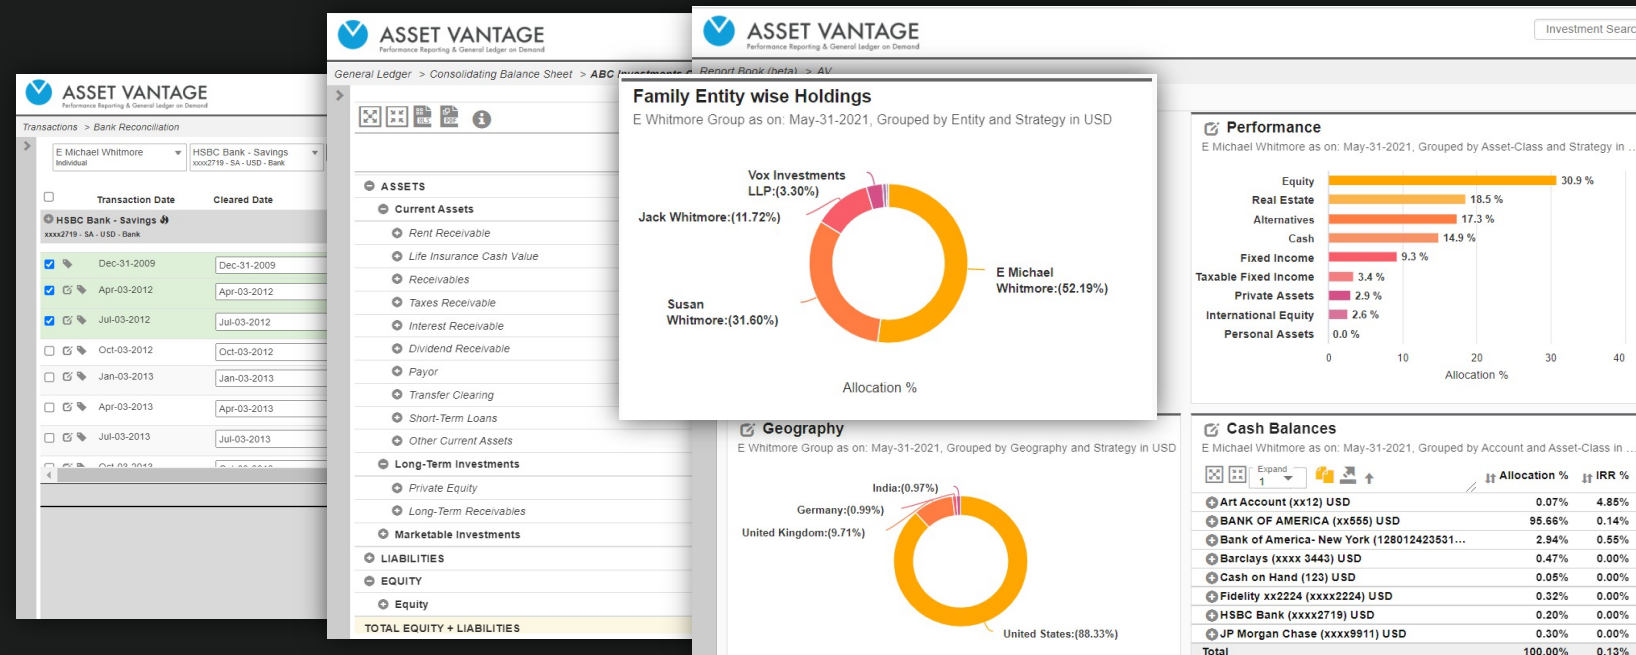 ASSET VANTAGE
Performance Reporting & General Ledger on Demand
Transactions > Bank Reconciliation
E Michael Whitmore
Individual
HSBC Bank - Savings
xxxx2719 - SA - USD - Bank
Transaction Date
Cleared Date
HSBC Bank - Savings
xxxx2719 - SA - USD - Bank
Dec-31-2009
Dec-31-2009
Apr-03-2012
Apr-03-2012
Jul-03-2012
Jul-03-2012
Oct-03-2012
Oct-03-2012
Jan-03-2013
Jan-03-2013
Apr-03-2013
Apr-03-2013
Jul-03-2013
Jul-03-2013
ASSET VANTAGE
Performance Reporting & General Ledger on Demand
General Ledger > Consolidating Balance Sheet > ABC
XLS
PDF
ASSETS
Current Assets
Rent Receivable
Life Insurance Cash Value
Receivables
Taxes Receivable
Interest Receivable
Dividend Receivable
Payor
Transfer Clearing
Short-Term Loans
Other Current Assets
Long-Term Investments
Private Equity
Long-Term Receivables
Marketable Investments
LIABILITIES
EQUITY
Equity
TOTAL EQUITY + LIABILITIES
ASSET VANTAGE
Performance Reporting & General Ledger on Demand
Investment Searc
Report Book (beta) > AV
Family Entity wise Holdings
E Whitmore Group as on: May-31-2021, Grouped by Entity and Strategy in USD
Vox Investments
LLP:(3.30%)
Jack Whitmore:(11.72%)
E Michael
Whitmore:(52.19%)
Susan
Whitmore:(31.60%)
Allocation %
Performance
E Michael Whitmore as on: May-31-2021, Grouped by Asset-Class and Strategy in ...
Equity
30.9 %
Real Estate
18.5 %
Alternatives
17.3 %
Cash
14.9 %
Fixed Income
9.3 %
Taxable Fixed Income
3.4 %
Private Assets
2.9 %
International Equity
2.6 %
Personal Assets
0.0 %
0 10 20 30 40
Allocation %
Geography
E Whitmore Group as on: May-31-2021, Grouped by Geography and Strategy in USD
India:(0.97%)
Germany:(0.99%)
United Kingdom:(9.71%)
United States:(88.33%)
Cash Balances
E Michael Whitmore as on: May-31-2021, Grouped by Account and Asset-Class in ...
Expand
1
Allocation % IRR %
Art Account (xx12) USD 0.07% 4.85%
BANK OF AMERICA (xx555) USD 95.66% 0.14%
Bank of America- New York (128012423531... 2.94% 0.55%
Barclays (xxxx 3443) USD 0.47% 0.00%
Cash on Hand (123) USD 0.05% 0.00%
Fidelity xx2224 (xxxx2224) USD 0.32% 0.00%
HSBC Bank (xxxx2719) USD 0.20% 0.00%
JP Morgan Chase (xxxx9911) USD 0.30% 0.00%
Total 100.00% 0.13%